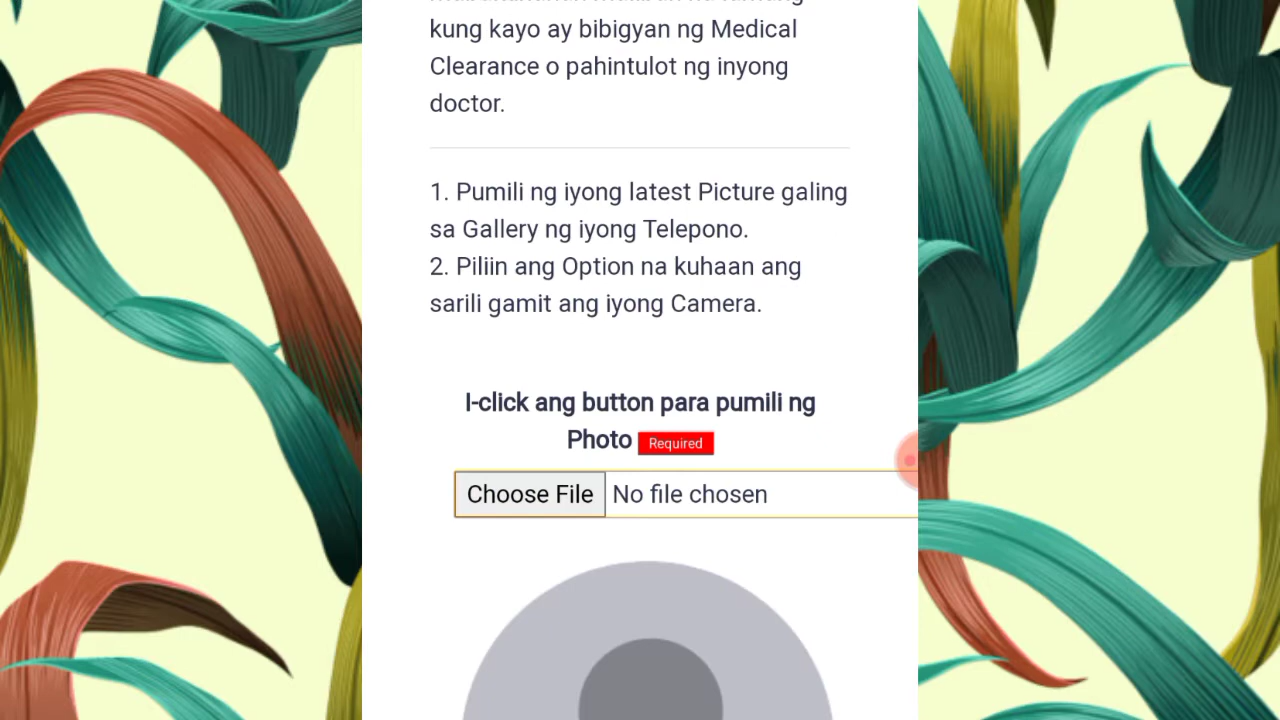 kung kayo ay bibigyan ng Medical
Clearance o pahintulot ng inyong
doctor.
1. Pumili ng iyong latest Picture galing
sa Gallery ng iyong Telepono.
2. Piliin ang Option na kuhaan ang
sarili gamit ang iyong Camera.
I-click ang button para pumili ng
Photo Required
Choose File No file chosen